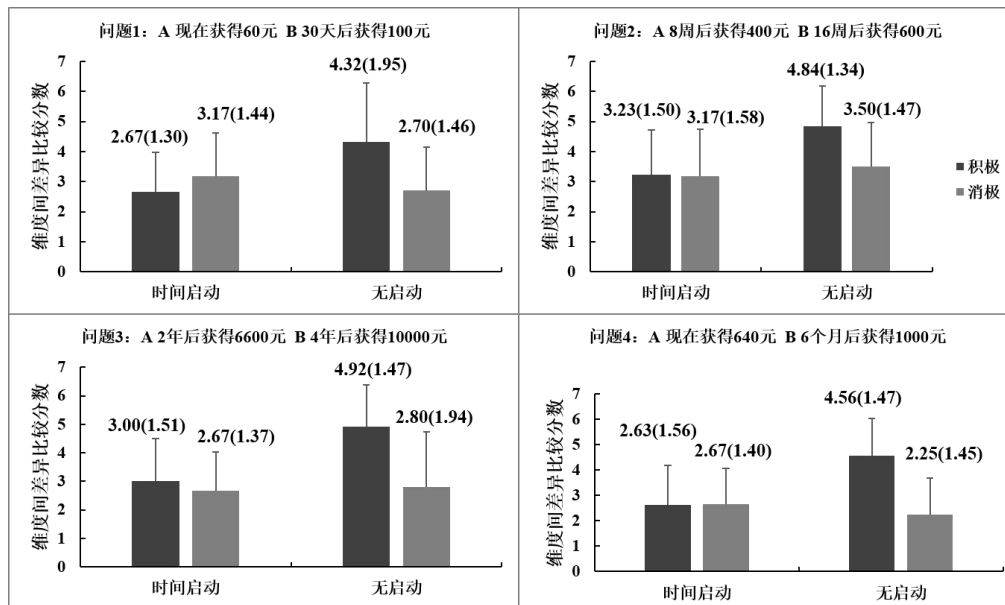 问题1：A 现在获得60元 B 30天后获得100元
维度间差异比较分数
7
6
5
4
3
2
1
0
2.67(1.30)
3.17(1.44)
4.32(1.95)
2.70(1.46)
时间启动
无启动
问题2：A 8周后获得400元 B 16周后获得600元
维度间差异比较分数
7
6
5
4
3
2
1
0
3.23(1.50)
3.17(1.58)
4.84(1.34)
3.50(1.47)
时间启动
无启动
积极
消极
问题3：A 2年后获得6600元 B 4年后获得10000元
维度间差异比较分数
7
6
5
4
3
2
1
0
3.00(1.51)
2.67(1.37)
4.92(1.47)
2.80(1.94)
时间启动
无启动
问题4：A 现在获得640元 B 6个月后获得1000元
维度间差异比较分数
7
6
5
4
3
2
1
0
2.63(1.56)
2.67(1.40)
4.56(1.47)
2.25(1.45)
时间启动
无启动